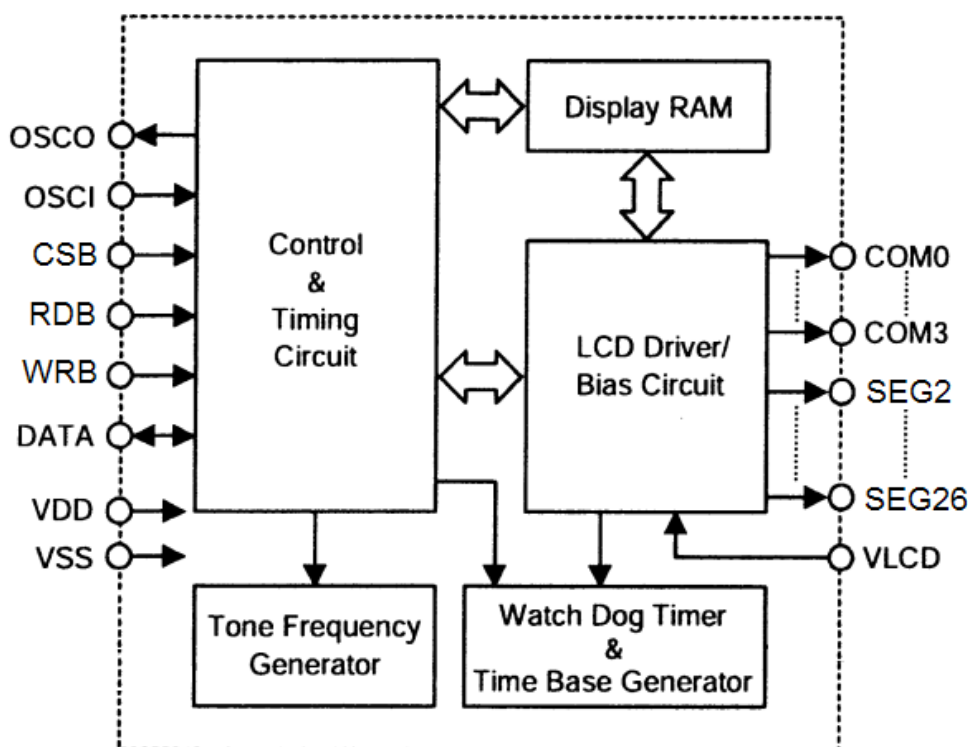 OSCO
OSCI
CSB
RDB
WRB
DATA
VDD
VSS
Control
&
Timing
Circuit
Display RAM
LCD Driver/
Bias Circuit
COM0
COM3
SEG2
SEG26
VLCD
Tone Frequency
Generator
Watch Dog Timer
&
Time Base Generator